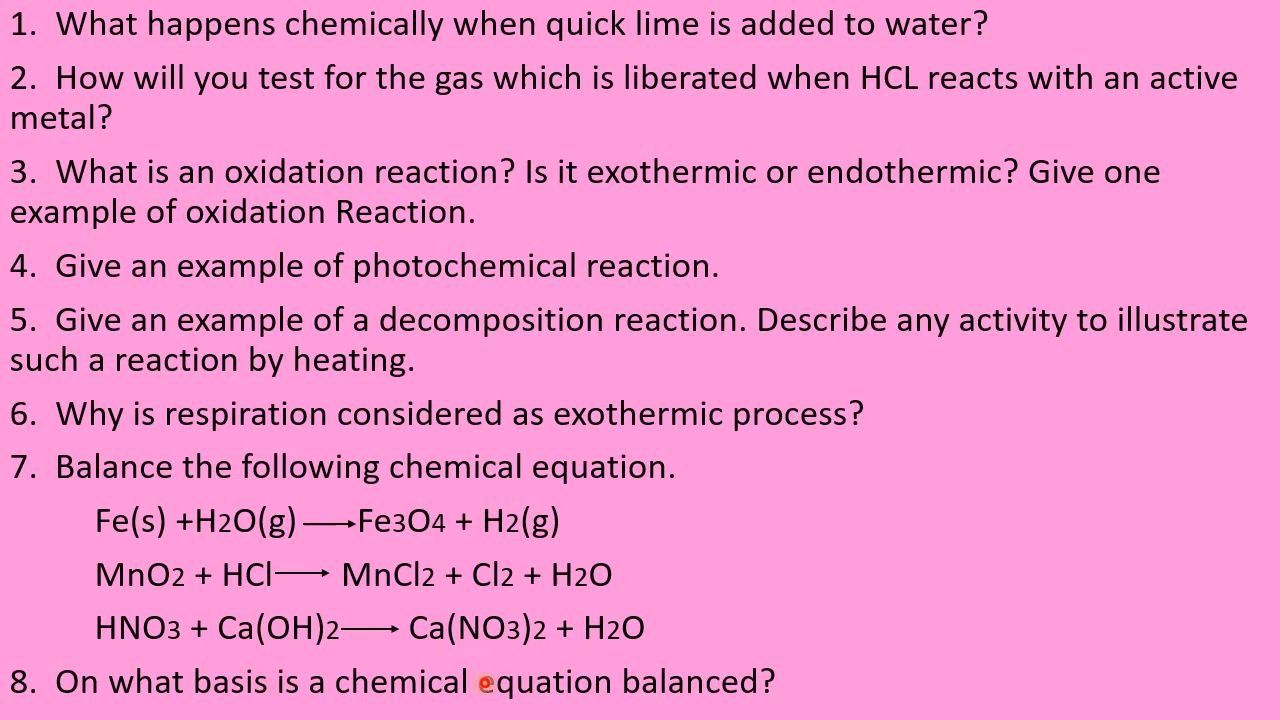 1. What happens chemically when quick lime is added to water?
2. How will you test for the gas which is liberated when HCL reacts with an active
metal?
3. What is an oxidation reaction? Is it exothermic or endothermic? Give one
example of oxidation Reaction.
4. Give an example of photochemical reaction.
5. Give an example of a decomposition reaction. Describe any activity to illustrate
such a reaction by heating.
6. Why is respiration considered as exothermic process?
7. Balance the following chemical equation.
Fe(s) +H2O(g) ⟶ Fe3O4 + H2(g)
MnO2 + HCl ⟶ MnCl2 + Cl2 + H2O
HNO3 + Ca(OH)2 ⟶ Ca(NO3)2 + H2O
8. On what basis is a chemical equation balanced?